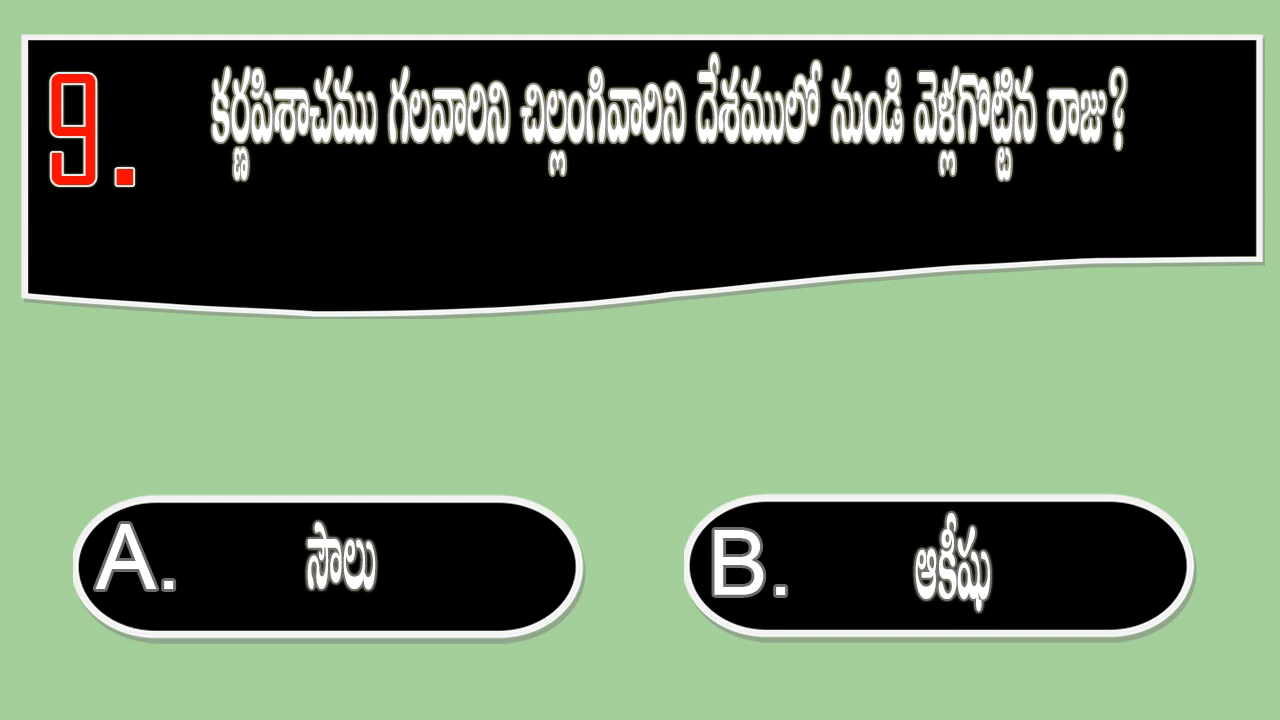 9. కర్ణపిశాచము గలవారిని చిల్లంగివారిని దేశములో నుండి వెళ్లగొట్టిన రాజు?
A. సౌలు
B. ఆకీషు